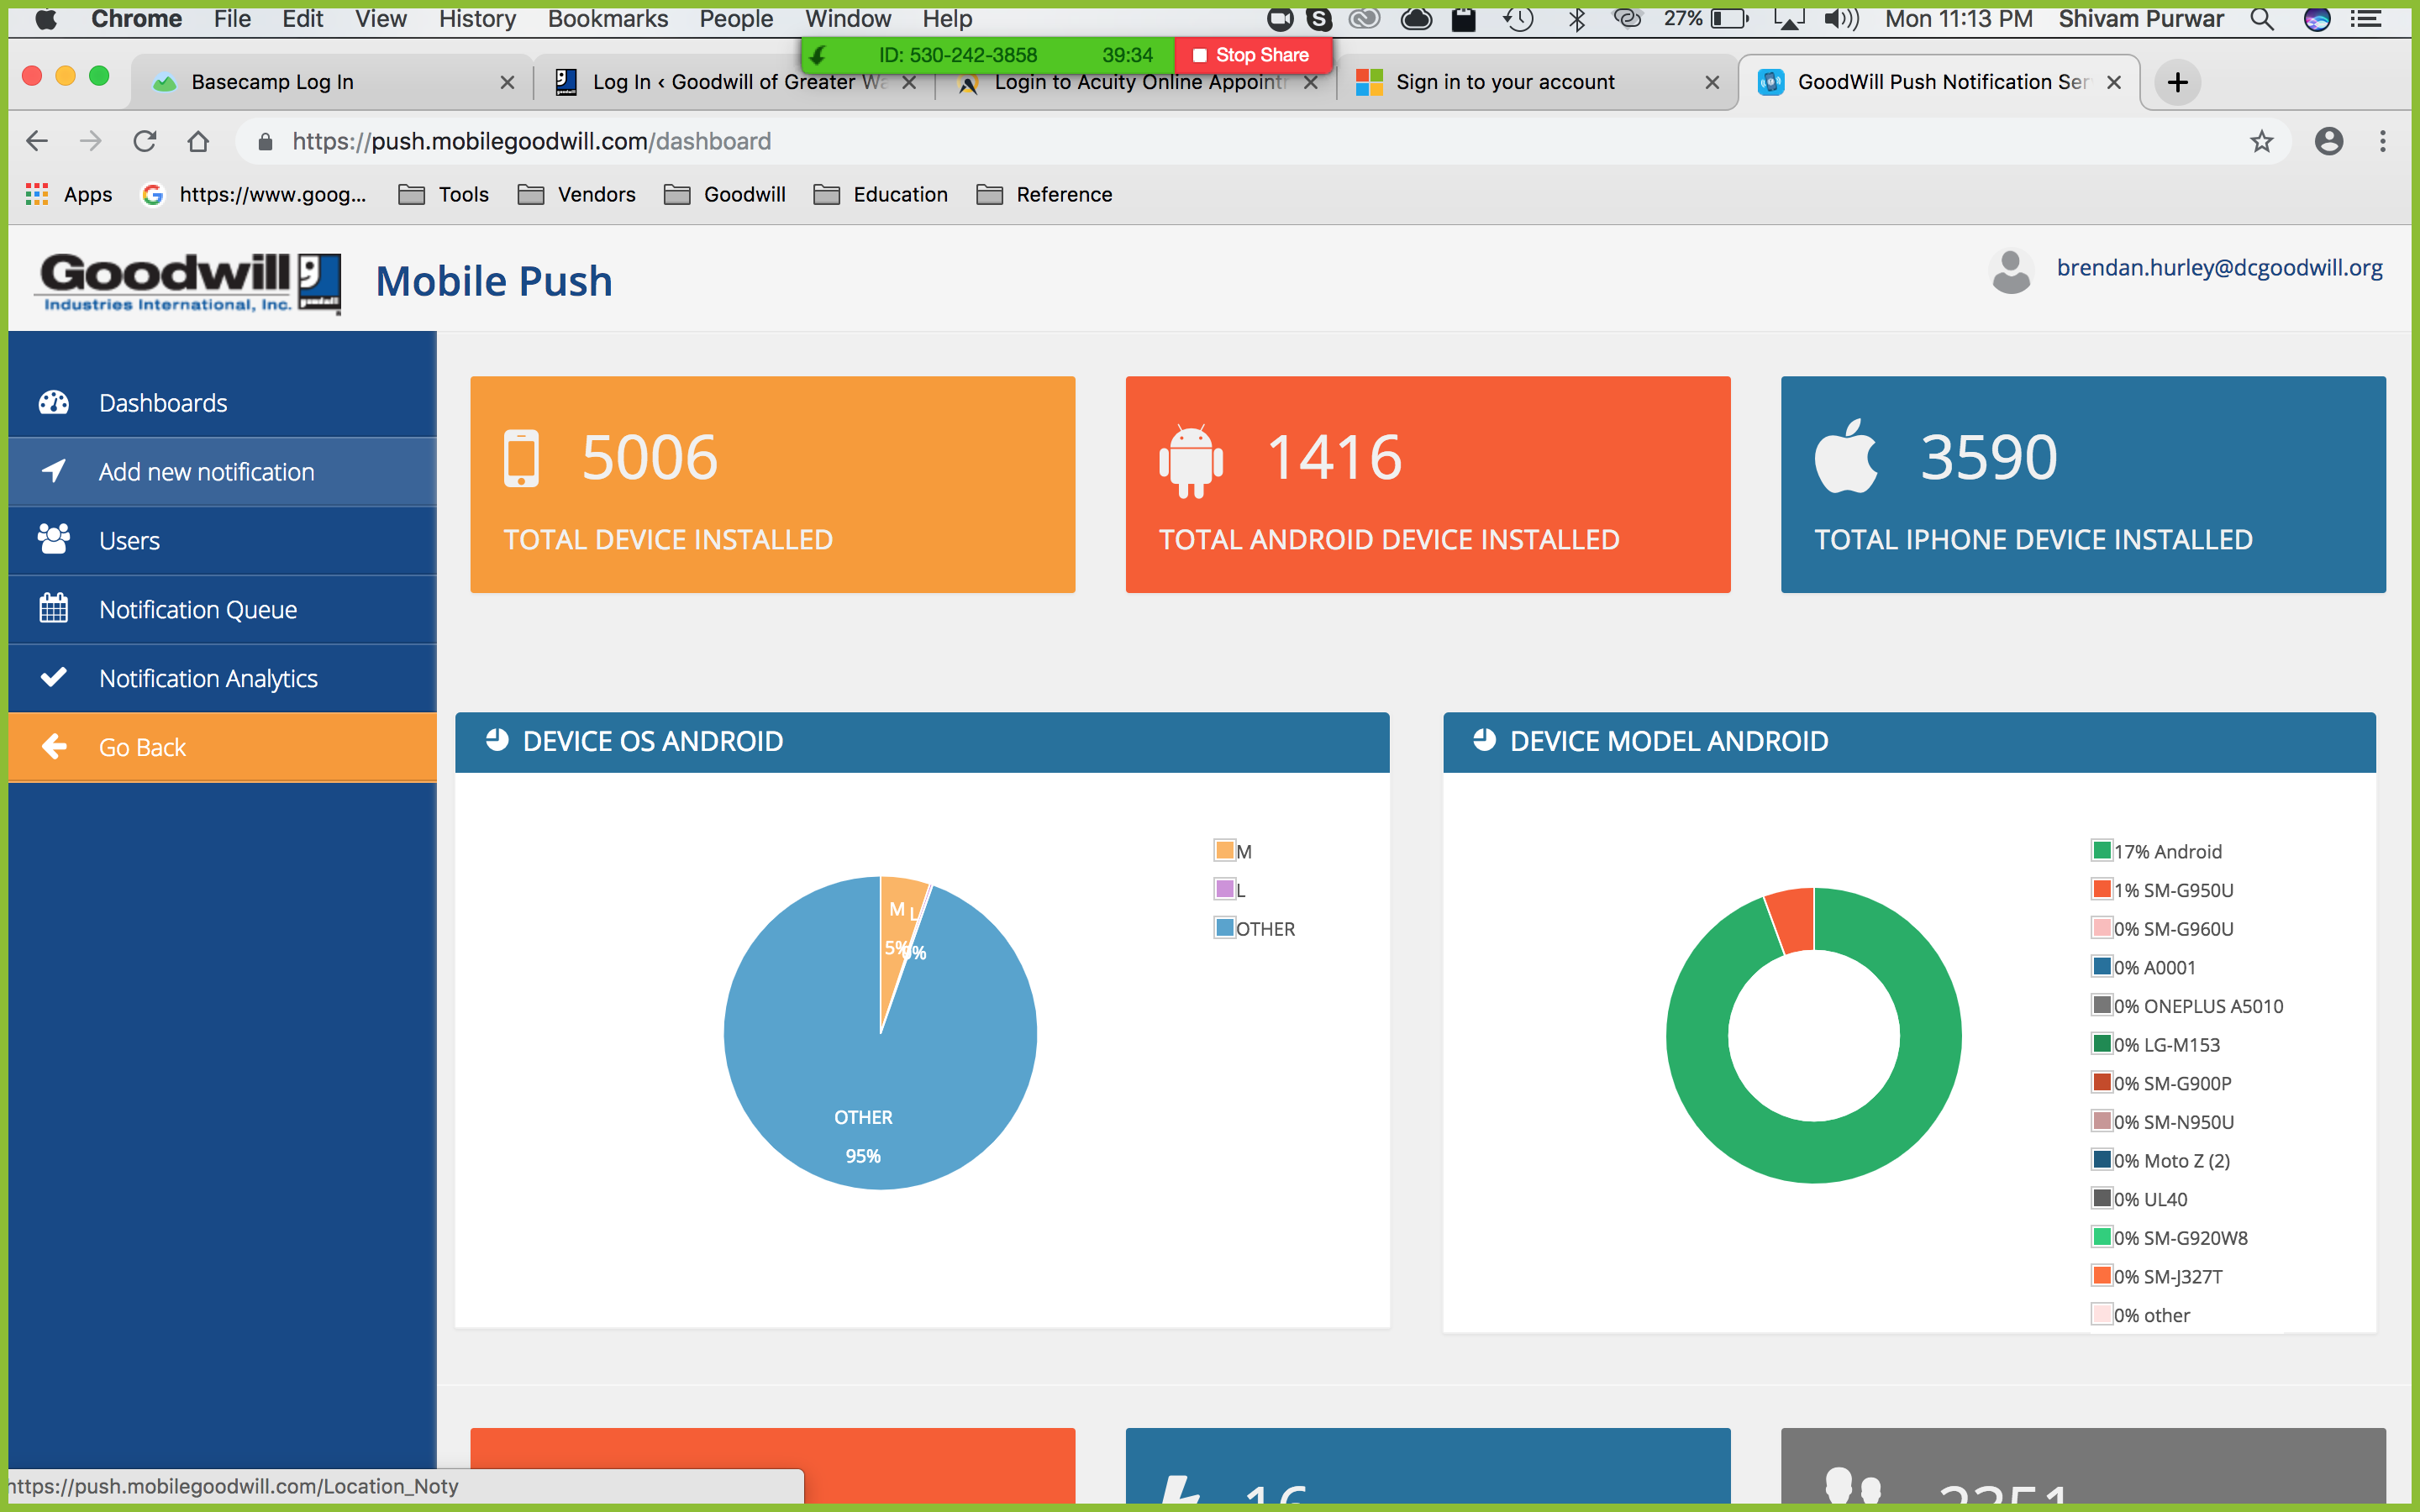 Chrome File Edit View History Bookmarks People Window Help 27% Mon 11:13 PM Shivam Purwar
ID: 530-242-3858 39:34 Stop Share
Basecamp Log In
Log In ‹ Goodwill of Greater Wa
Login to Acuity Online Appoint
Sign in to your account
GoodWill Push Notification Ser
https://push.mobilegoodwill.com/dashboard
Apps https://www.goog... Tools Vendors Goodwill Education Reference
Goodwill
Industries International, Inc.
goodwill
Mobile Push
brendan.hurley@dcgoodwill.org
Dashboards
Add new notification
Users
Notification Queue
Notification Analytics
Go Back
5006
TOTAL DEVICE INSTALLED
1416
TOTAL ANDROID DEVICE INSTALLED
3590
TOTAL IPHONE DEVICE INSTALLED
DEVICE OS ANDROID
M
L
OTHER
M L
5% 0%
OTHER
95%
DEVICE MODEL ANDROID
17% Android
1% SM-G950U
0% SM-G960U
0% A0001
0% ONEPLUS A5010
0% LG-M153
0% SM-G900P
0% SM-N950U
0% Moto Z (2)
0% UL40
0% SM-G920W8
0% SM-J327T
0% other
16
2351
https://push.mobilegoodwill.com/Location_Noty